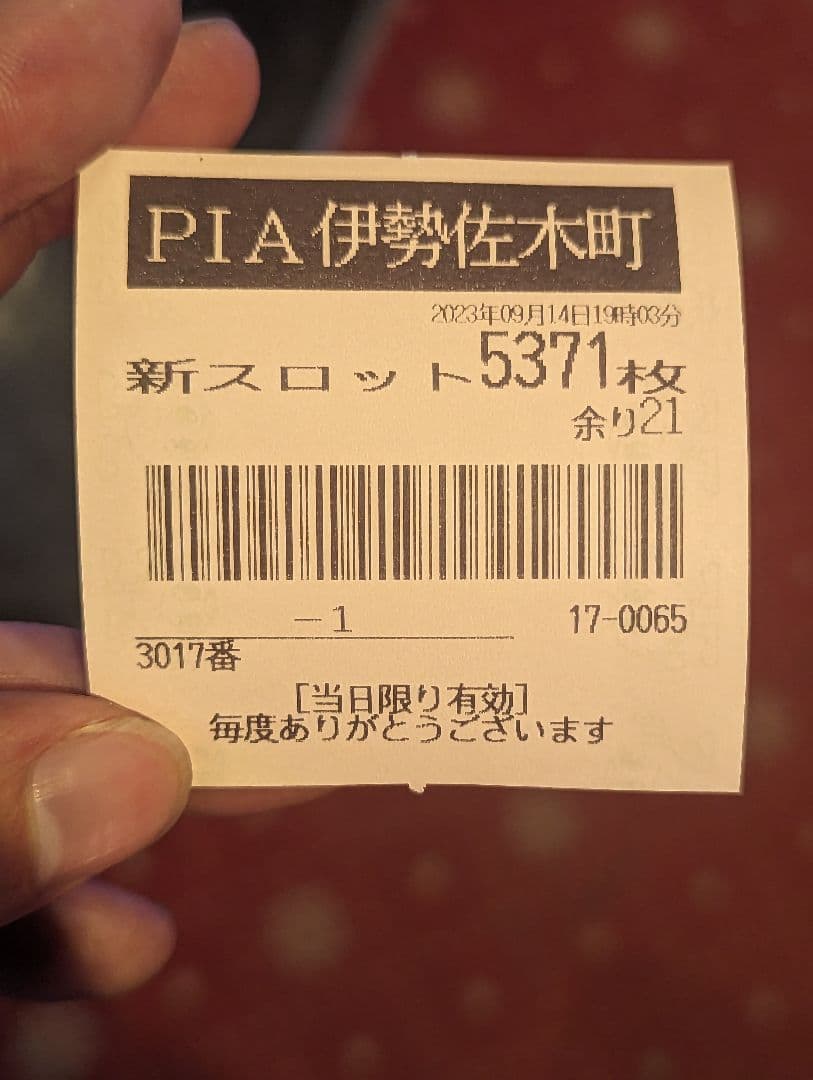 PIA伊勢佐木町
2023年09月14日19時03分
新スロット5371枚
余り21
－1 17-0065
3017番
[当日限り有効]
毎度ありがとうございます